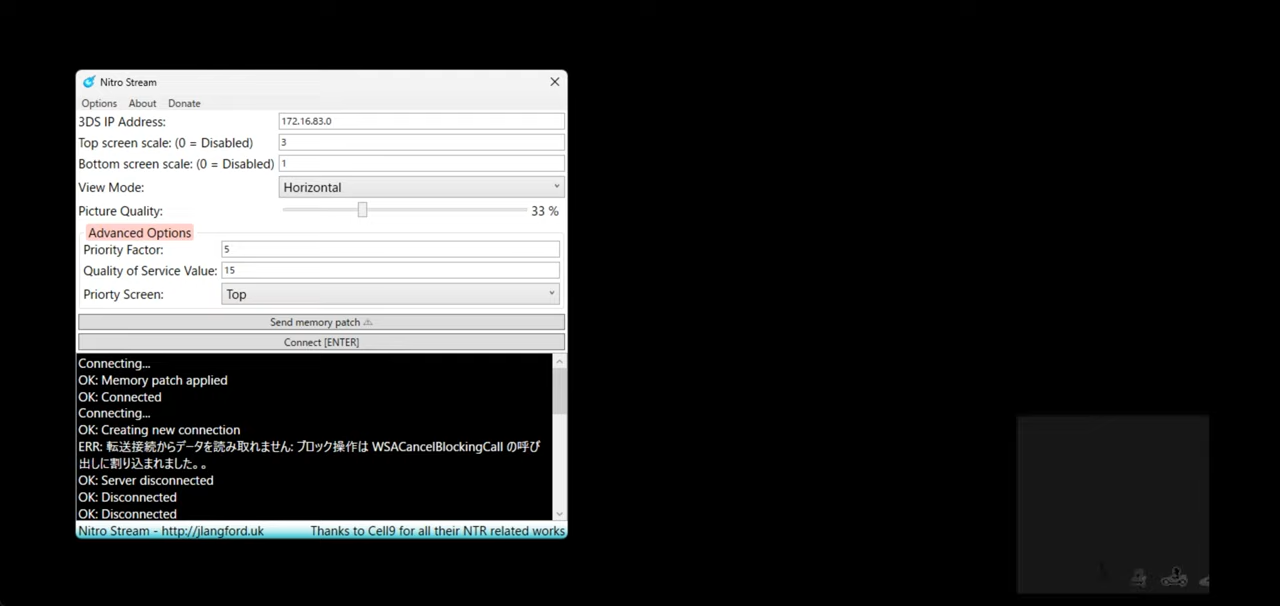 Nitro Stream
Options About Donate
3DS IP Address: 172.16.83.0
Top screen scale: (0 = Disabled) 3
Bottom screen scale: (0 = Disabled) 1
View Mode: Horizontal
Picture Quality: 33 %
Advanced Options
Priority Factor: 5
Quality of Service Value: 15
Priorty Screen: Top
Send memory patch
Connect [ENTER]
Connecting...
OK: Memory patch applied
OK: Connected
Connecting...
OK: Creating new connection
ERR: 転送接続からデータを読み取れません: ブロック操作は WSACancelBlockingCall の呼び
出しに割り込まれました。。
OK: Server disconnected
OK: Disconnected
OK: Disconnected
Nitro Stream - http://jlangford.uk Thanks to Cell9 for all their NTR related works